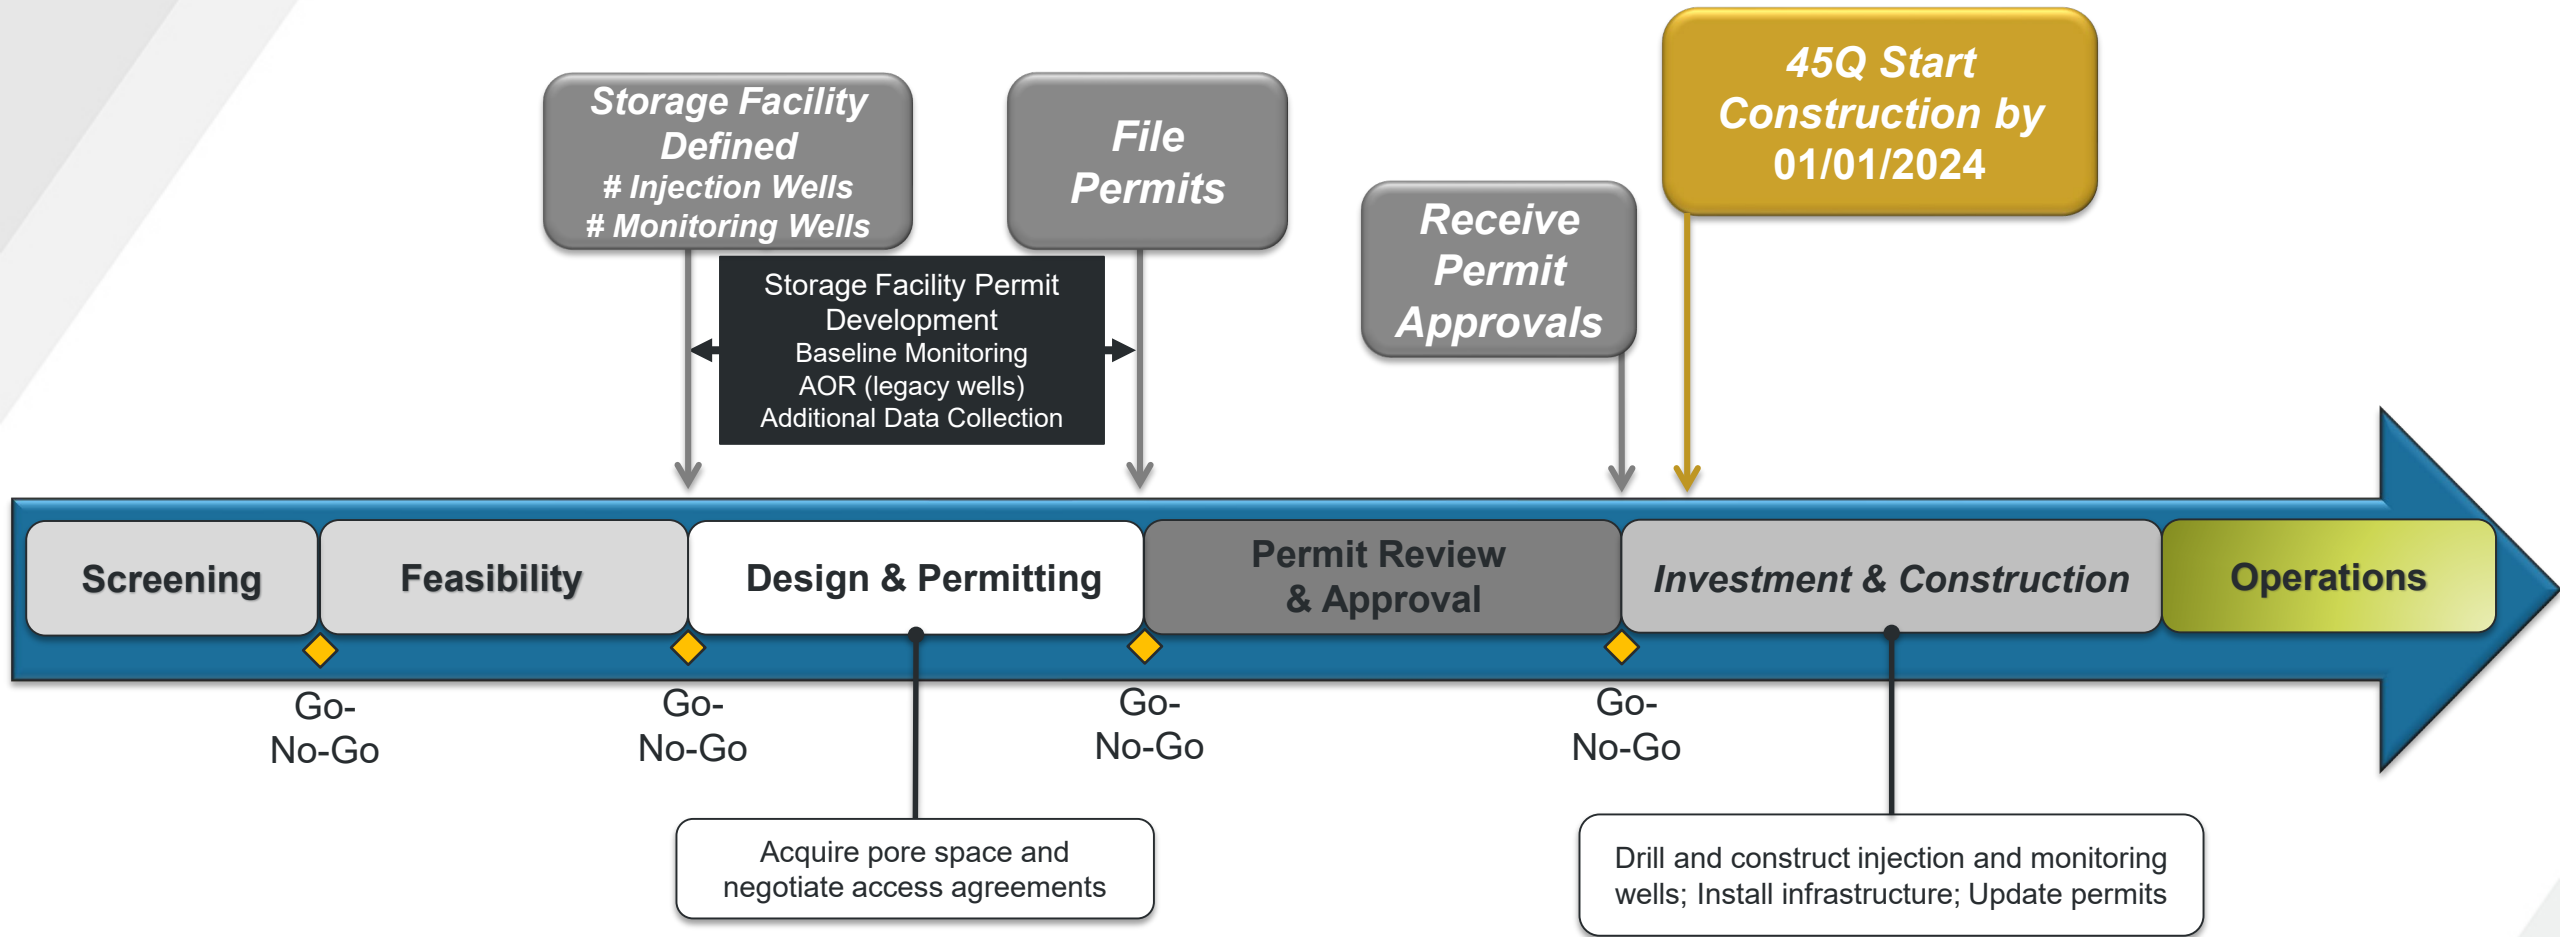 Storage Facility
Defined
# Injection Wells
# Monitoring Wells
File
Permits
45Q Start
Construction by
01/01/2024
Receive
Permit
Approvals
Storage Facility Permit
Development
Baseline Monitoring
AOR (legacy wells)
Additional Data Collection
Screening
Feasibility
Design & Permitting
Permit Review
& Approval
Investment & Construction
Operations
Go-
No-Go
Go-
No-Go
Go-
No-Go
Go-
No-Go
Acquire pore space and
negotiate access agreements
Drill and construct injection and monitoring
wells; Install infrastructure; Update permits